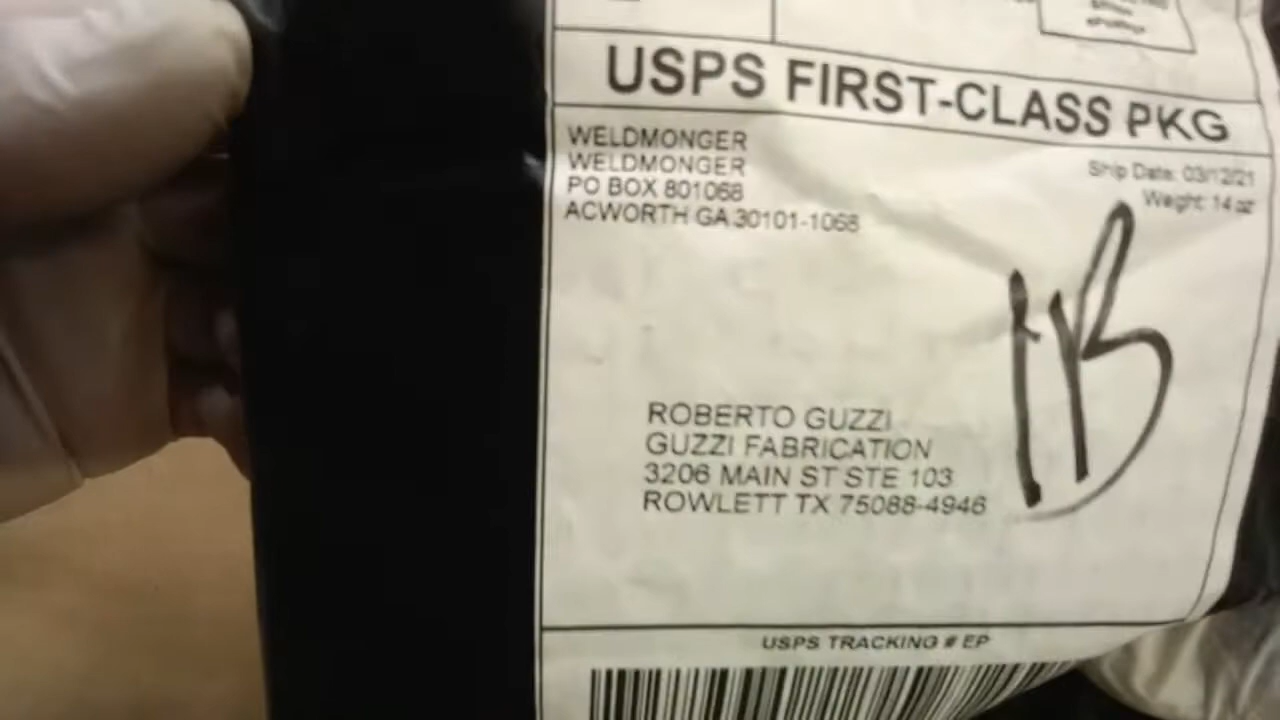 USPS FIRST-CLASS PKG
WELDMONGER
WELDMONGER
PO BOX 801068
ACWORTH GA 30101-1068
Ship Date: 03/12/21
Weight: 14 oz
1B
ROBERTO GUZZI
GUZZI FABRICATION
3206 MAIN ST STE 103
ROWLETT TX 75088-4946
USPS TRACKING # EP